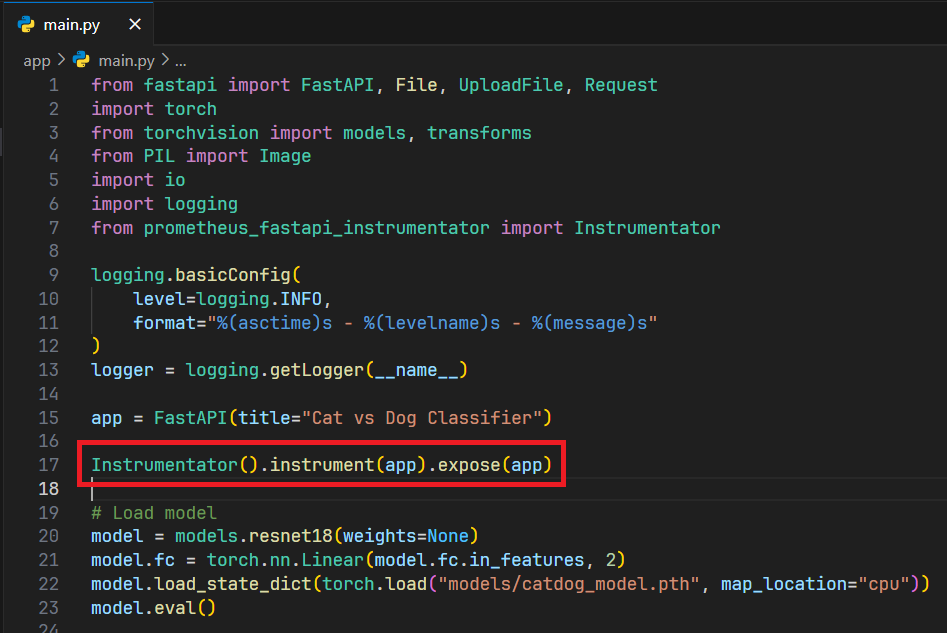 main.py ×
app > main.py > ...
1 from fastapi import FastAPI, File, UploadFile, Request
2 import torch
3 from torchvision import models, transforms
4 from PIL import Image
5 import io
6 import logging
7 from prometheus_fastapi_instrumentator import Instrumentator
8
9 logging.basicConfig(
10     level=logging.INFO,
11     format="%(asctime)s - %(levelname)s - %(message)s"
12 )
13 logger = logging.getLogger(__name__)
14
15 app = FastAPI(title="Cat vs Dog Classifier")
16
17 Instrumentator().instrument(app).expose(app)
18
19 # Load model
20 model = models.resnet18(weights=None)
21 model.fc = torch.nn.Linear(model.fc.in_features, 2)
22 model.load_state_dict(torch.load("models/catdog_model.pth", map_location="cpu"))
23 model.eval()
24